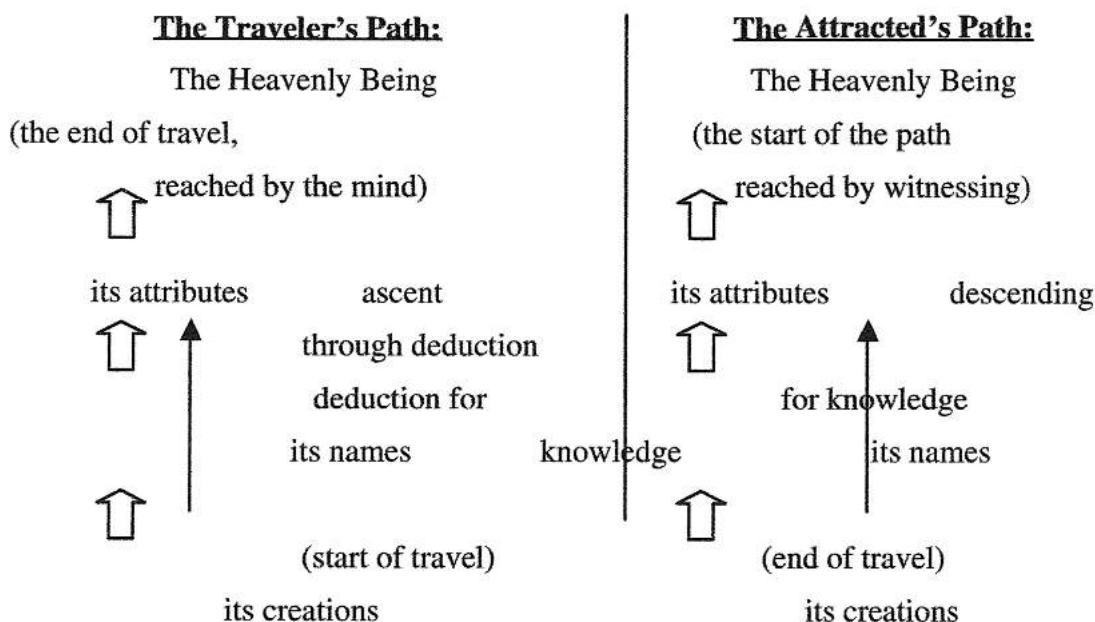 The Traveler's Path:
The Heavenly Being
(the end of travel,
reached by the mind)
its attributes ascent
through deduction
deduction for
its names knowledge
(start of travel)
its creations
The Attracted's Path:
The Heavenly Being
(the start of the path
reached by witnessing)
its attributes descending
for knowledge
its names
(end of travel)
its creations